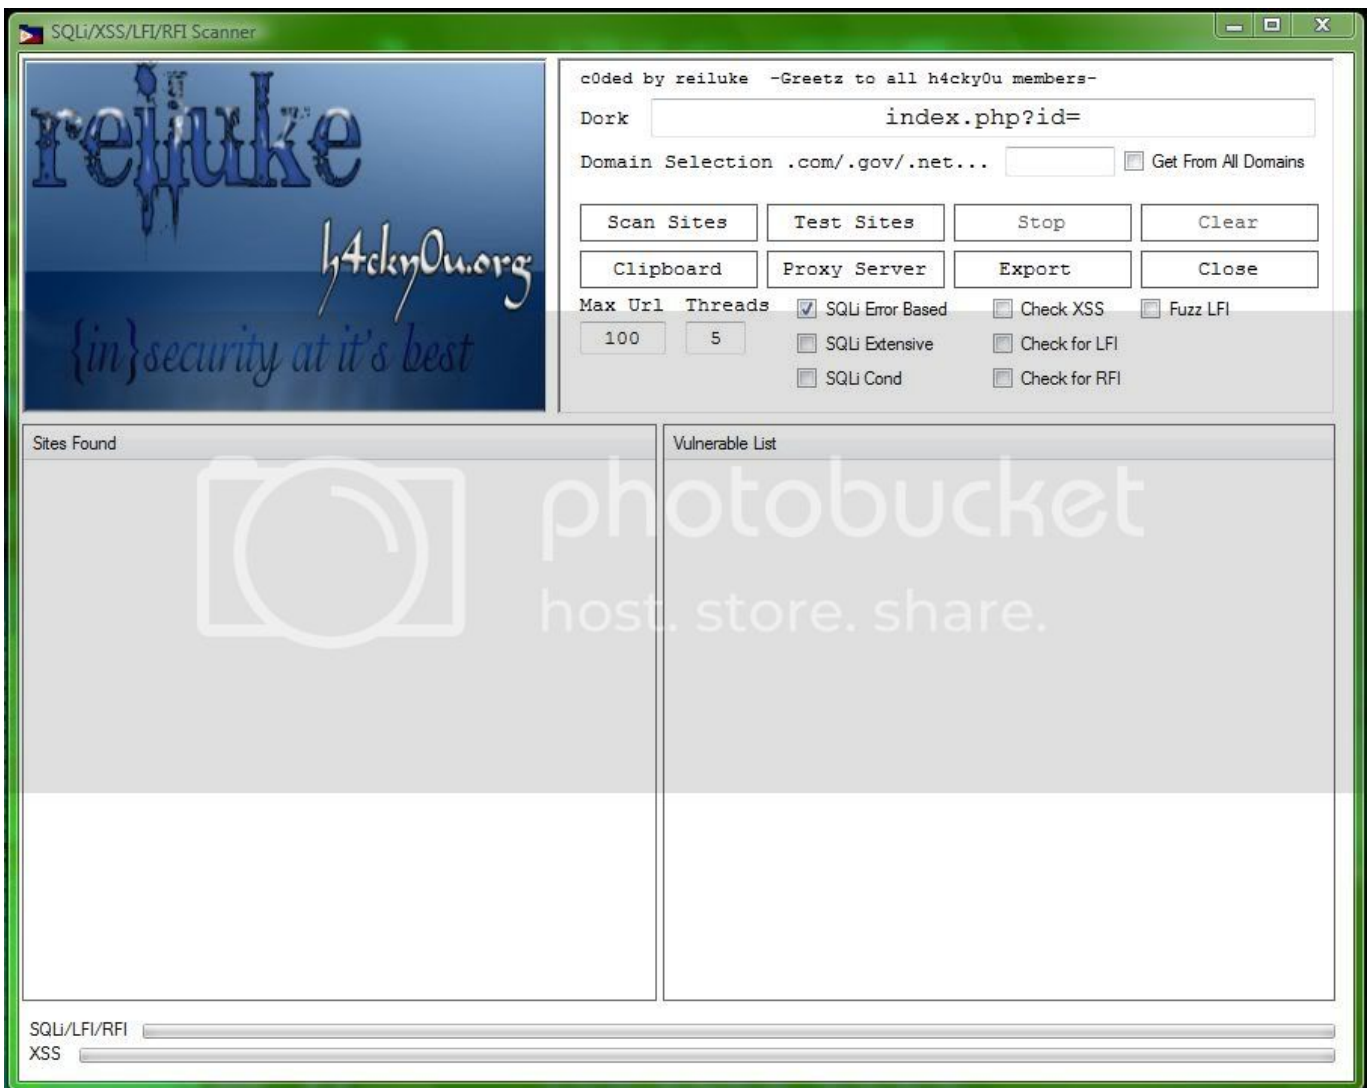 SQLi/XSS/LFI/RFI Scanner
reiluke
h4cky0u.org
{in}security at it's best
c0ded by reiluke -Greetz to all h4cky0u members-
Dork index.php?id=
Domain Selection .com/.gov/.net... Get From All Domains
Scan Sites Test Sites Stop Clear
Clipboard Proxy Server Export Close
Max Url Threads SQLi Error Based Check XSS Fuzz LFI
100 5 SQLi Extensive Check for LFI
SQLi Cond Check for RFI
Sites Found Vulnerable List
photobucket
host. store. share.
SQLi/LFI/RFI
XSS